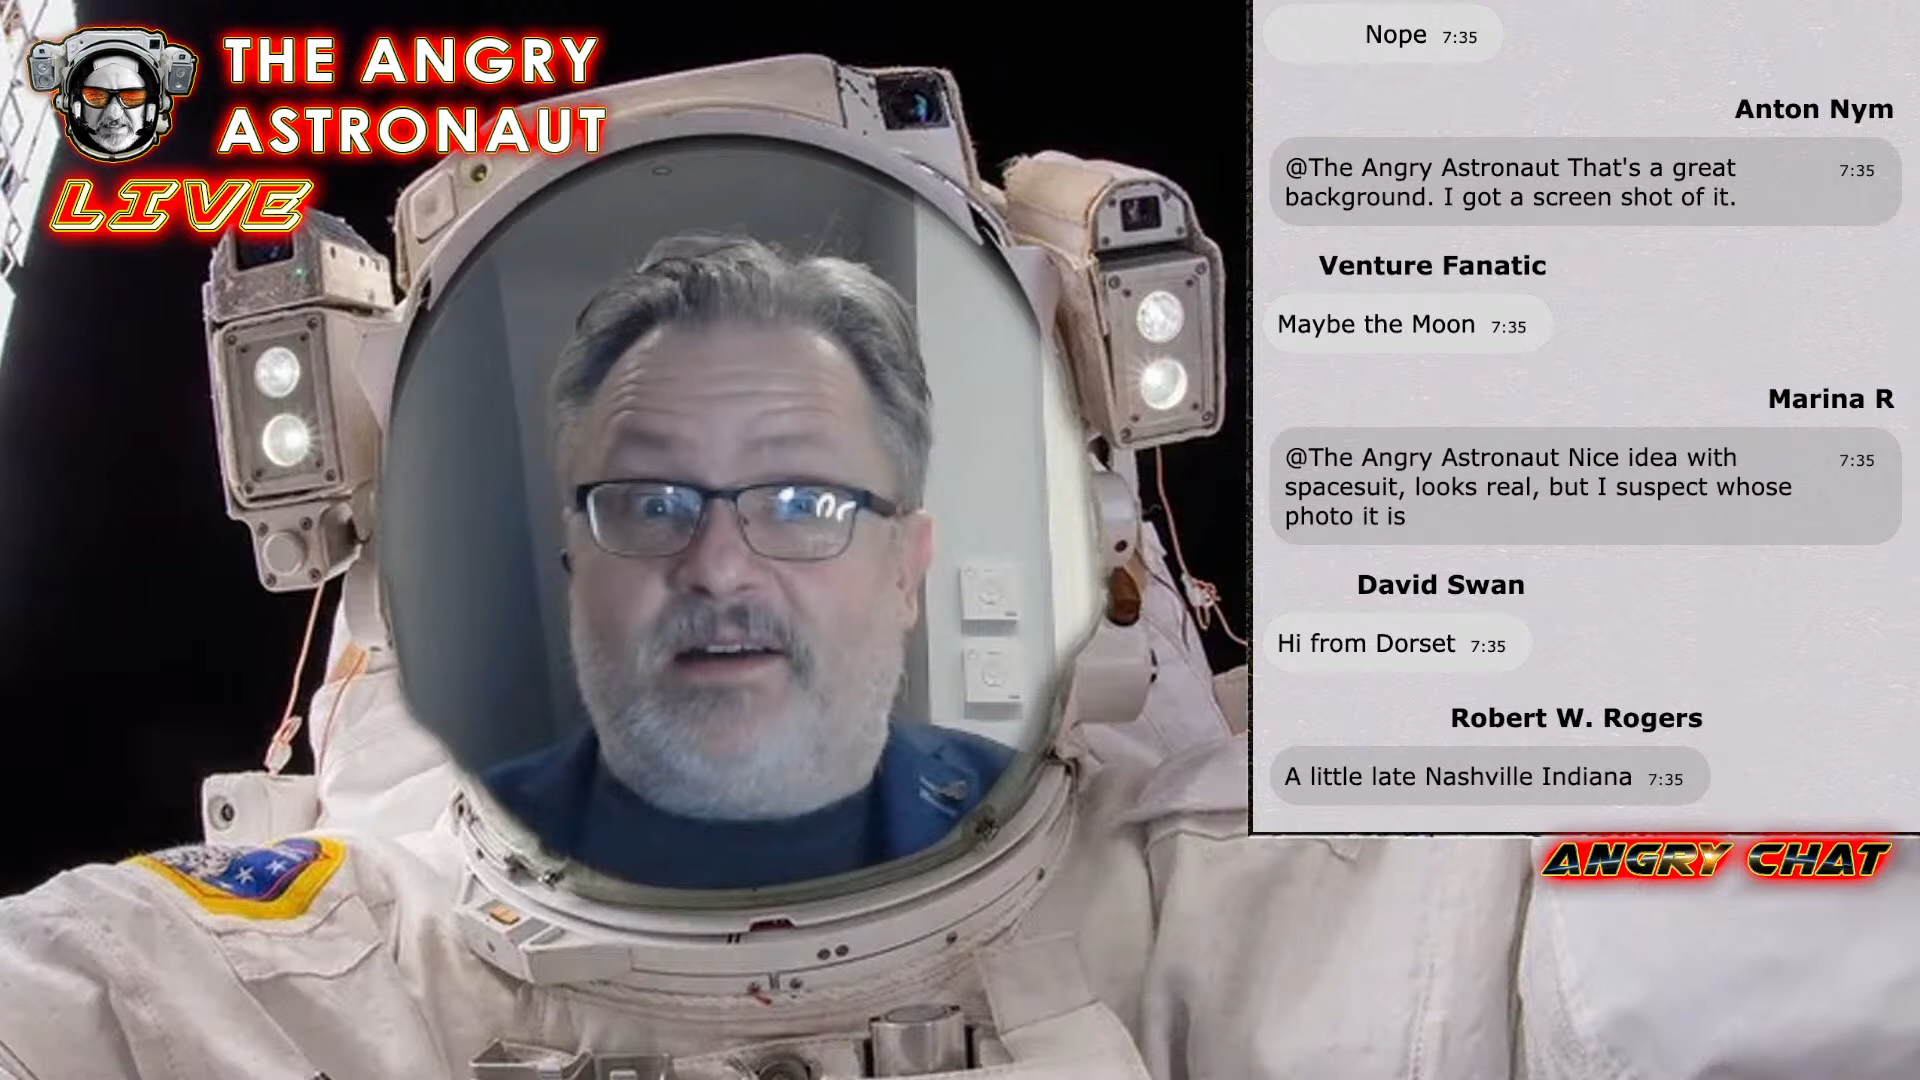 THE ANGRY
ASTRONAUT
LIVE
Nope 7:35
Anton Nym
@The Angry Astronaut That's a great 7:35
background. I got a screen shot of it.
Venture Fanatic
Maybe the Moon 7:35
Marina R
@The Angry Astronaut Nice idea with 7:35
spacesuit, looks real, but I suspect whose
photo it is
David Swan
Hi from Dorset 7:35
Robert W. Rogers
A little late Nashville Indiana 7:35
ANGRY CHAT